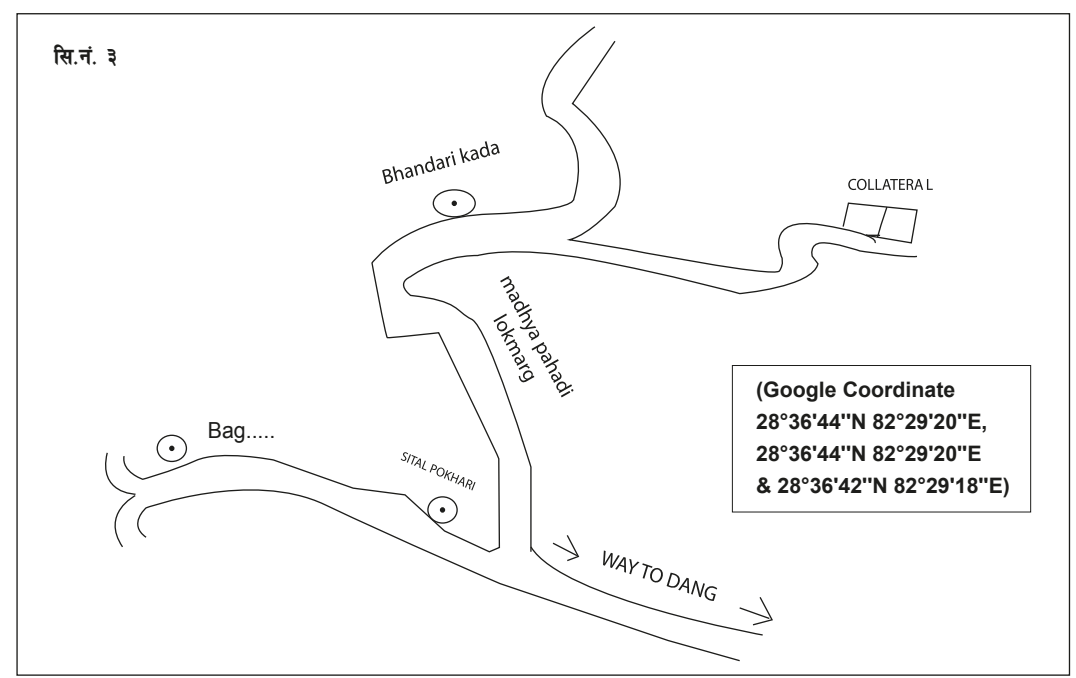 सि.नं. ३
Bhandari kada
COLLATERAL
madhya pahadi
lokmarg
(Google Coordinate
28°36'44"N 82°29'20"E,
28°36'44"N 82°29'20"E
& 28°36'42"N 82°29'18"E)
Bag.....
SITAL POKHARI
WAY TO DANG